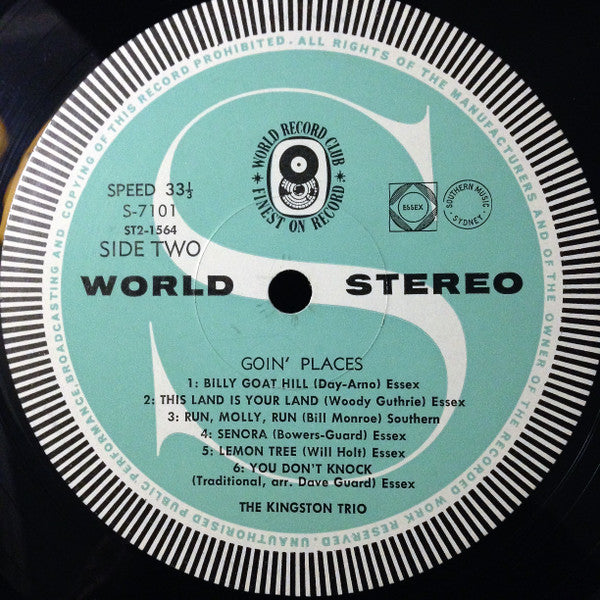 ALL RIGHTS OF THE MANUFACTURERS AND OF THE OWNER OF THE RECORDED WORK RESERVED. UNAUTHORISED PUBLIC PERFORMANCE, BROADCASTING AND COPYING OF THIS RECORD PROHIBITED.
WORLD RECORD CLUB
★ FINEST ON RECORD ★
SPEED 33⅓
S-7101
ST2-1564
SIDE TWO
ESSEX
SOUTHERN MUSIC
SYDNEY
S
WORLD STEREO
GOIN' PLACES
1: BILLY GOAT HILL (Day-Arno) Essex
2: THIS LAND IS YOUR LAND (Woody Guthrie) Essex
3: RUN, MOLLY, RUN (Bill Monroe) Southern
4: SENORA (Bowers-Guard) Essex
5: LEMON TREE (Will Holt) Essex
6: YOU DON'T KNOCK
(Traditional, arr. Dave Guard) Essex
THE KINGSTON TRIO